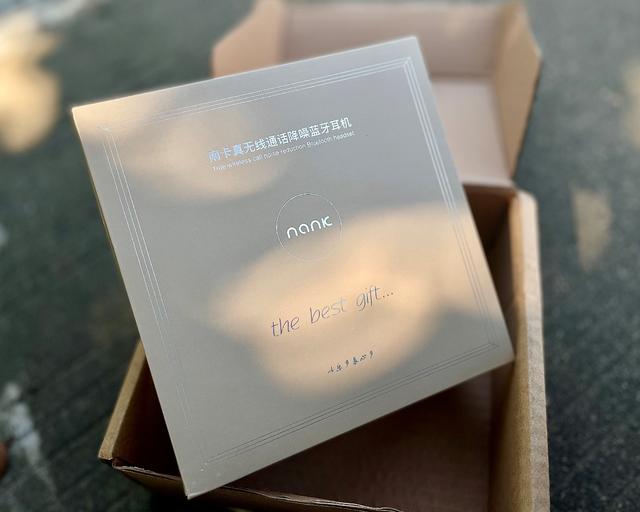 南卡真无线通话降噪蓝牙耳机
True wireless call noise reduction Bluetooth headset
nank
the best gift...